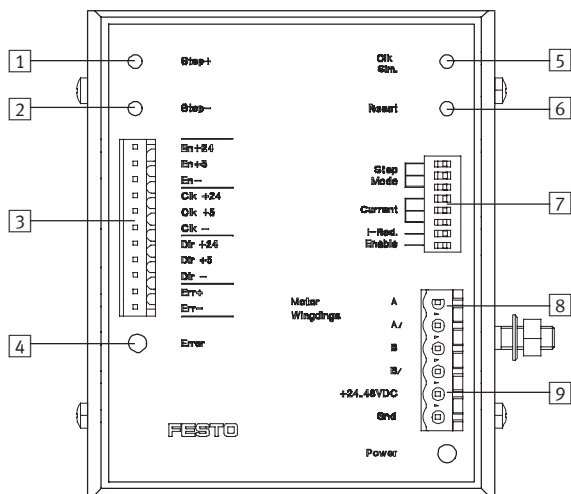 1
Step+
Clk
Sim.
5
2
Step-
Reset
6
En+24
En+5
En-
Clk +24
Clk +5
Clk -
Dir +24
Dir +5
Dir -
Err+
Err-
3
4
Error
Step
Mode
Current
I-Red.
Enable
7
Motor
Wingdings
A
A/
B
B/
+24..48VDC
Gnd
8
9
FESTO
Power